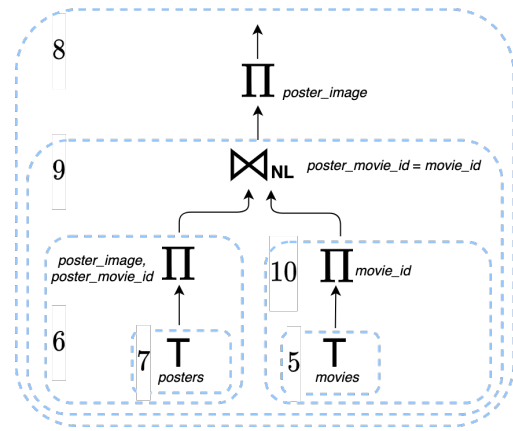 8
Π poster_image
9
⋈NL poster_movie_id = movie_id
poster_image,
poster_movie_id Π
10
Π movie_id
6
7
T
posters
5
T
movies